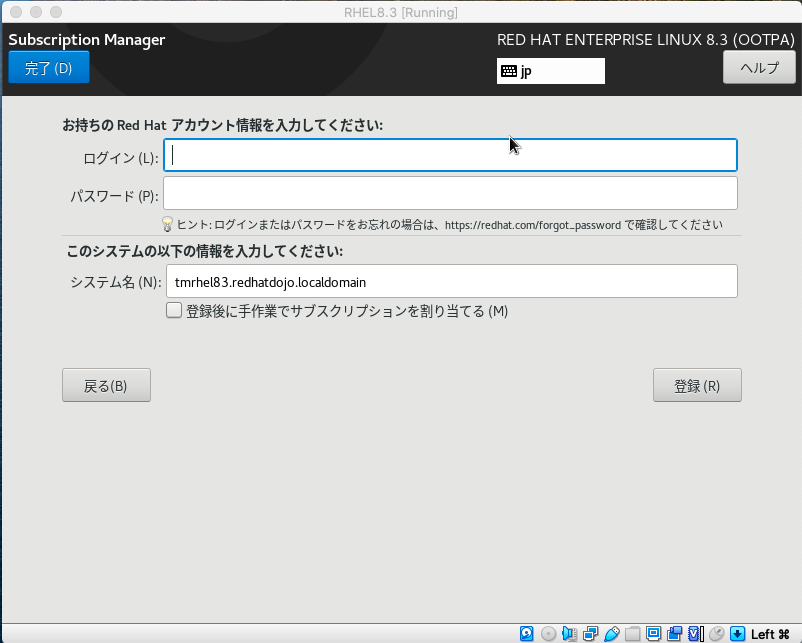 RHEL8.3 [Running]
Subscription Manager
RED HAT ENTERPRISE LINUX 8.3 (OOTPA)
完了 (D)
jp
ヘルプ
お持ちの Red Hat アカウント情報を入力してください:
ログイン (L):
パスワード (P):
ヒント: ログインまたはパスワードをお忘れの場合は、https://redhat.com/forgot_password で確認してください
このシステムの以下の情報を入力してください:
システム名 (N): tmrhel83.redhatdojo.localdomain
登録後に手作業でサブスクリプションを割り当てる (M)
戻る(B)
登録 (R)
Left ⌘